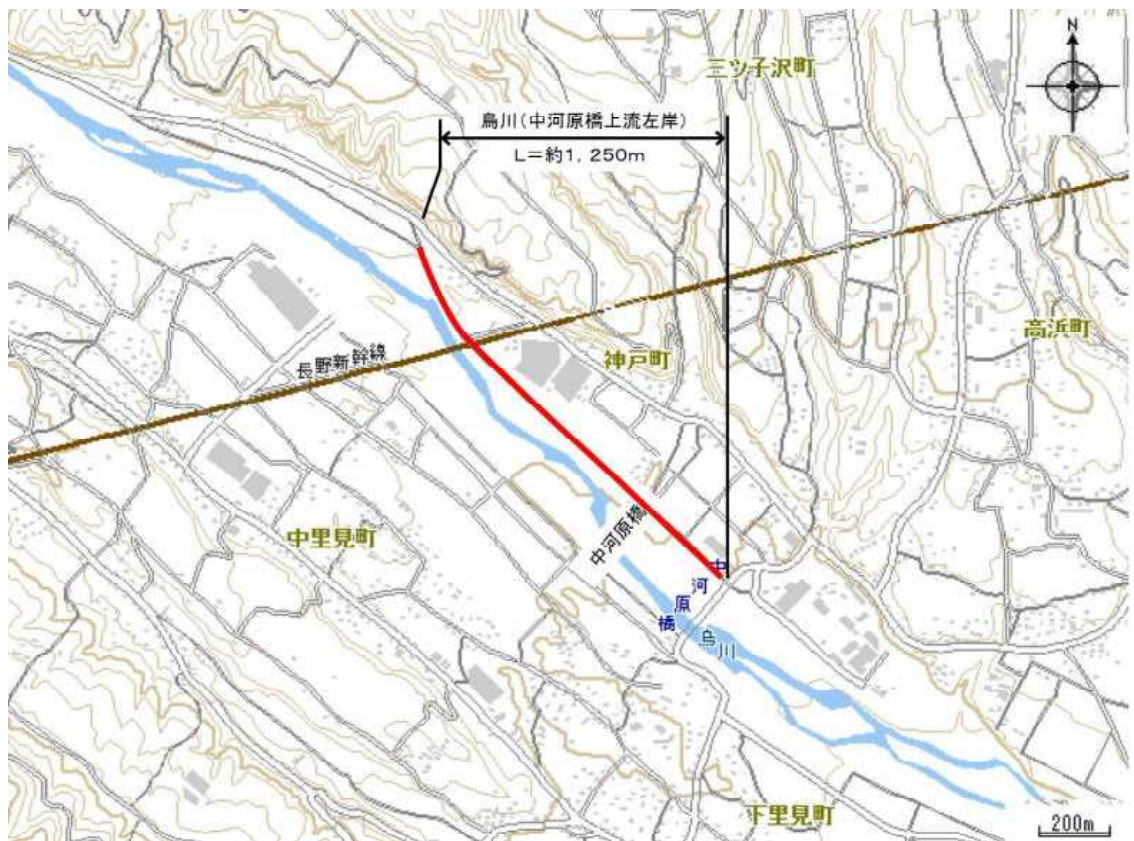 N
三ツ子沢町
烏川(中河原橋上流左岸)
L=約1,250m
高浜町
神戸町
長野新幹線
中里見町
中河原橋
中河原橋
烏川
下里見町
200m